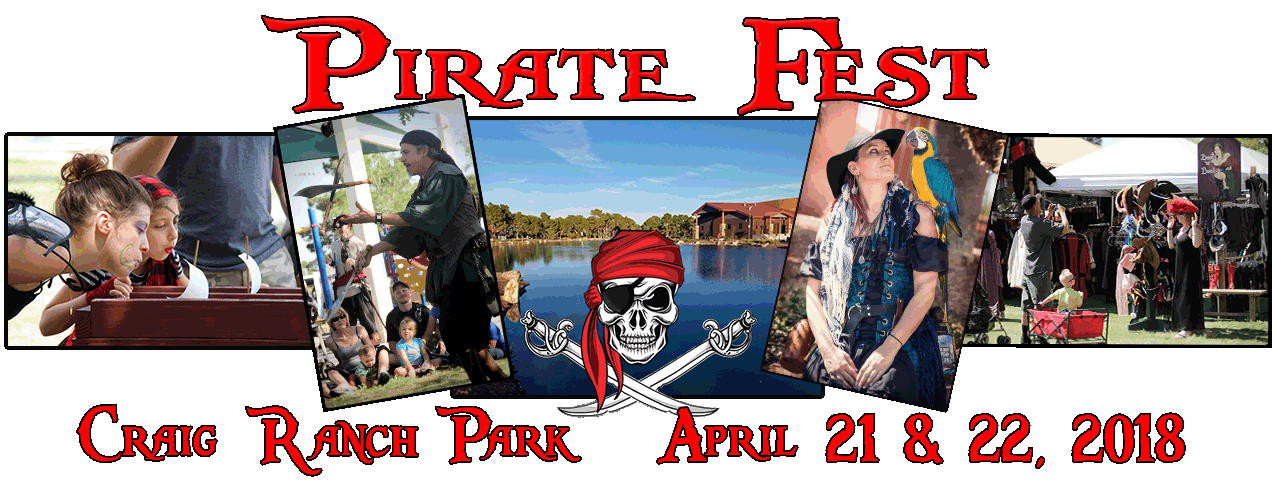 Pirate Fest
Craig Ranch Park April 21 & 22, 2018